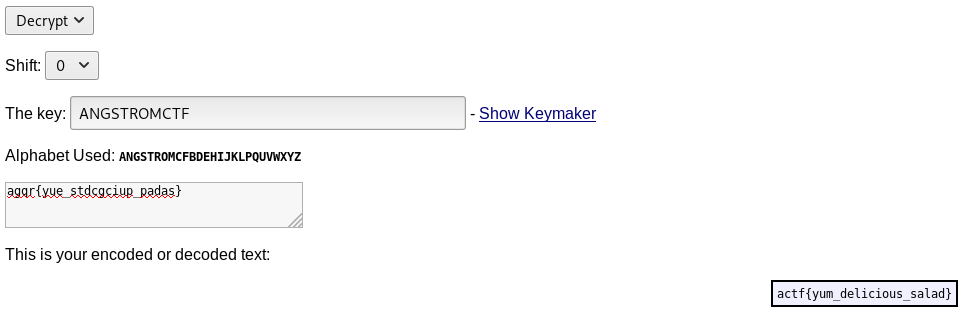 Decrypt
Shift: 0
The key: ANGSTROMCTF - Show Keymaker
Alphabet Used: ANGSTROMCFBDEHIJKLPQUVWXYZ
agqr{yue_stdcgciup_padas}
This is your encoded or decoded text:
actf{yum_delicious_salad}